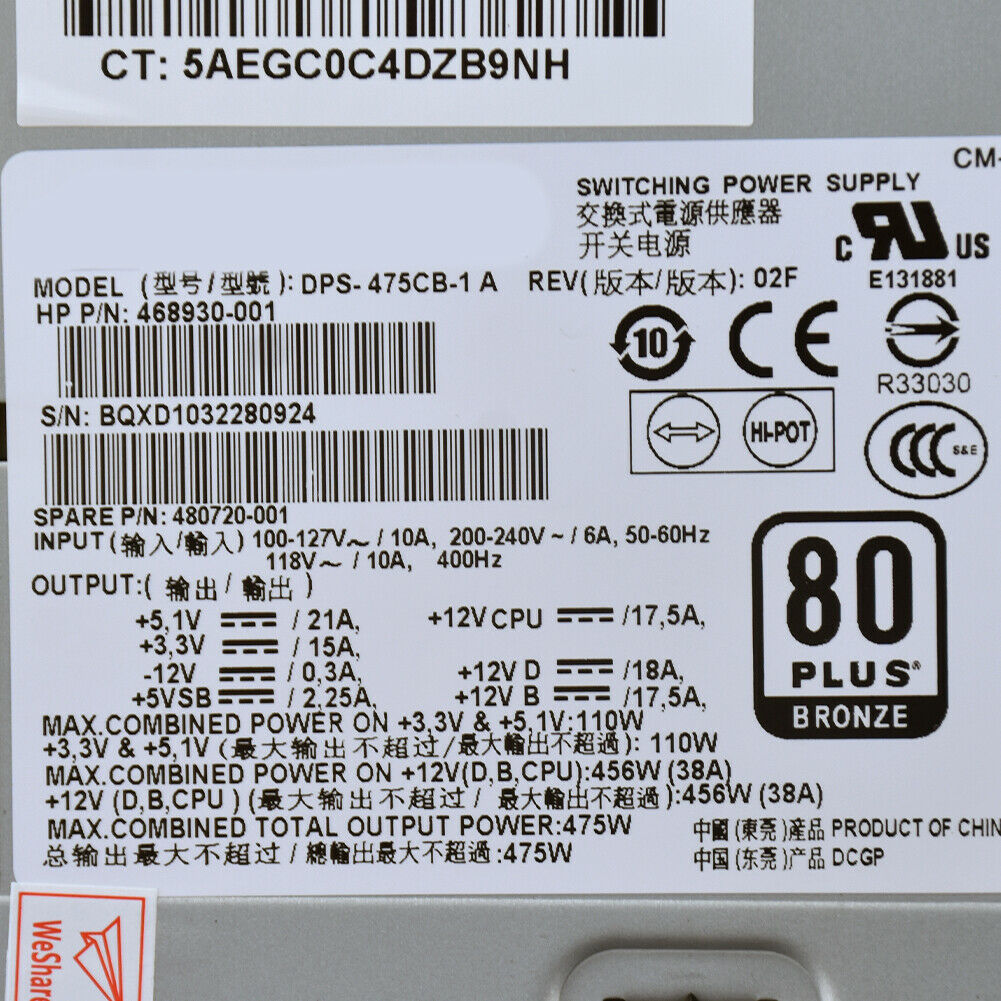 CT: 5AEGC0C4DZB9NH
CM-
SWITCHING POWER SUPPLY
交換式電源供應器
开关电源
C RU US
E131881
MODEL (型号/型號): DPS-475CB-1 A REV(版本/版本): 02F
HP P/N: 468930-001
10 CE
R33030
S/N: BQXD1032280924
HI-POT
CCC S&E
SPARE P/N: 480720-001
INPUT (输入/輸入) 100-127V~ / 10A, 200-240V ~ / 6A, 50-60Hz
118V~ / 10A, 400Hz
OUTPUT:( 输出 / 輸出 )
+5,1V ⎓ / 21A, +12V CPU ⎓ /17,5A,
+3,3V ⎓ / 15A,
-12V ⎓ / 0,3A, +12V D ⎓ /18A,
+5VSB ⎓ / 2,25A, +12V B ⎓ /17,5A,
80
PLUS®
BRONZE
MAX.COMBINED POWER ON +3,3V & +5,1V:110W
+3,3V & +5,1V (最大输出不超过/最大輸出不超過): 110W
MAX.COMBINED POWER ON +12V(D,B,CPU):456W (38A)
+12V (D,B,CPU ) (最大输出不超过 / 最大輸出不超過 ):456W (38A)
MAX.COMBINED TOTAL OUTPUT POWER:475W
总输出最大不超过 / 總輸出最大不超過 :475W
中國 (東莞 )產品 PRODUCT OF CHIN
中国 (东莞)产品 DCGP
WeShare